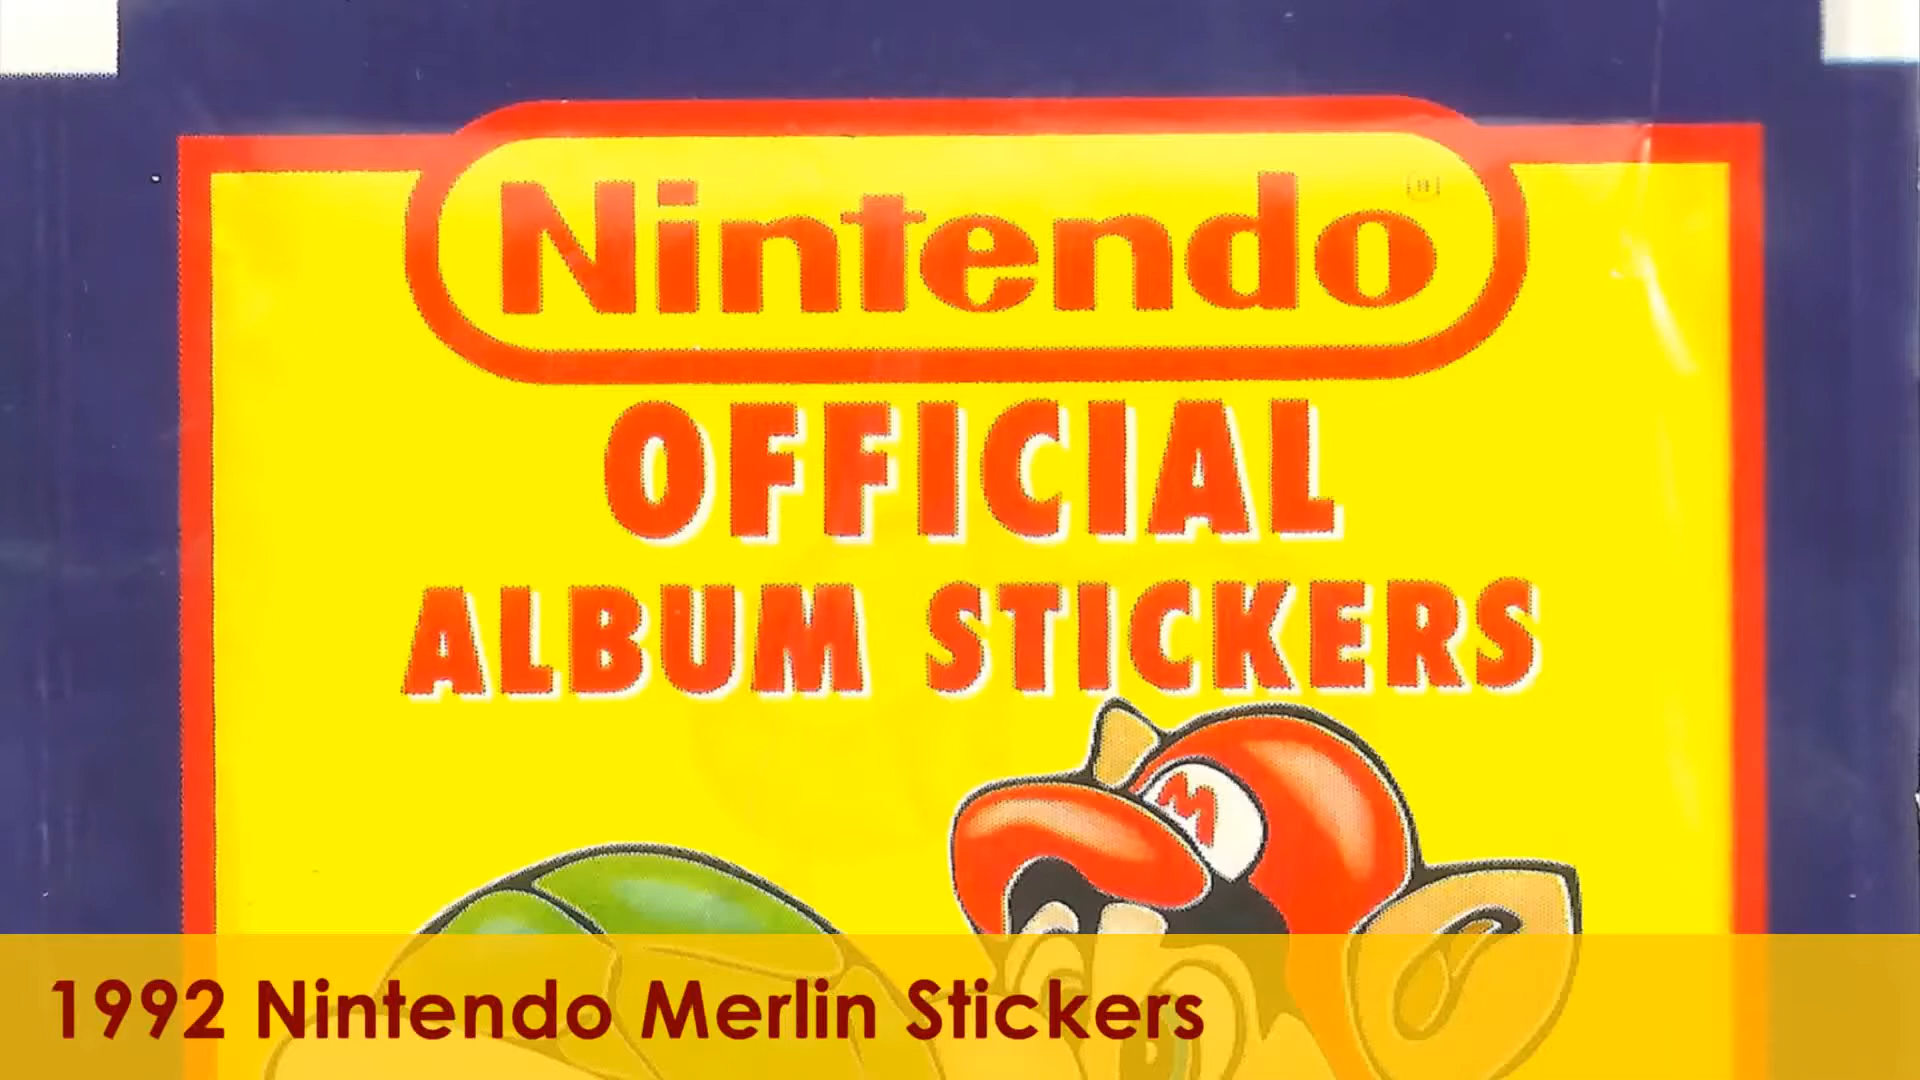 Nintendo
OFFICIAL
ALBUM STICKERS
M
1992 Nintendo Merlin Stickers